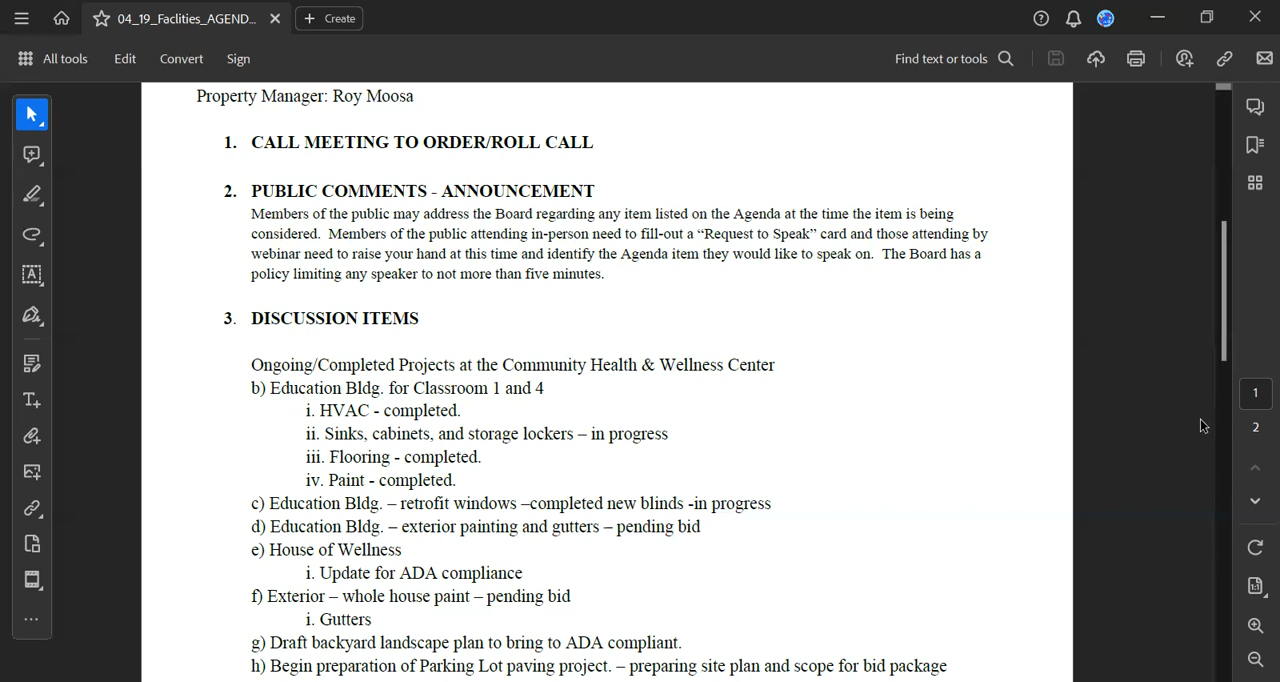 04_19_Faclities_AGEND...
Create
All tools
Edit
Convert
Sign
Find text or tools
Property Manager: Roy Moosa
1. CALL MEETING TO ORDER/ROLL CALL
2. PUBLIC COMMENTS - ANNOUNCEMENT
Members of the public may address the Board regarding any item listed on the Agenda at the time the item is being
considered. Members of the public attending in-person need to fill-out a “Request to Speak” card and those attending by
webinar need to raise your hand at this time and identify the Agenda item they would like to speak on. The Board has a
policy limiting any speaker to not more than five minutes.
3. DISCUSSION ITEMS
Ongoing/Completed Projects at the Community Health & Wellness Center
b) Education Bldg. for Classroom 1 and 4
i. HVAC - completed.
ii. Sinks, cabinets, and storage lockers – in progress
iii. Flooring - completed.
iv. Paint - completed.
c) Education Bldg. – retrofit windows –completed new blinds -in progress
d) Education Bldg. – exterior painting and gutters – pending bid
e) House of Wellness
i. Update for ADA compliance
f) Exterior – whole house paint – pending bid
i. Gutters
g) Draft backyard landscape plan to bring to ADA compliant.
h) Begin preparation of Parking Lot paving project. – preparing site plan and scope for bid package
1
2